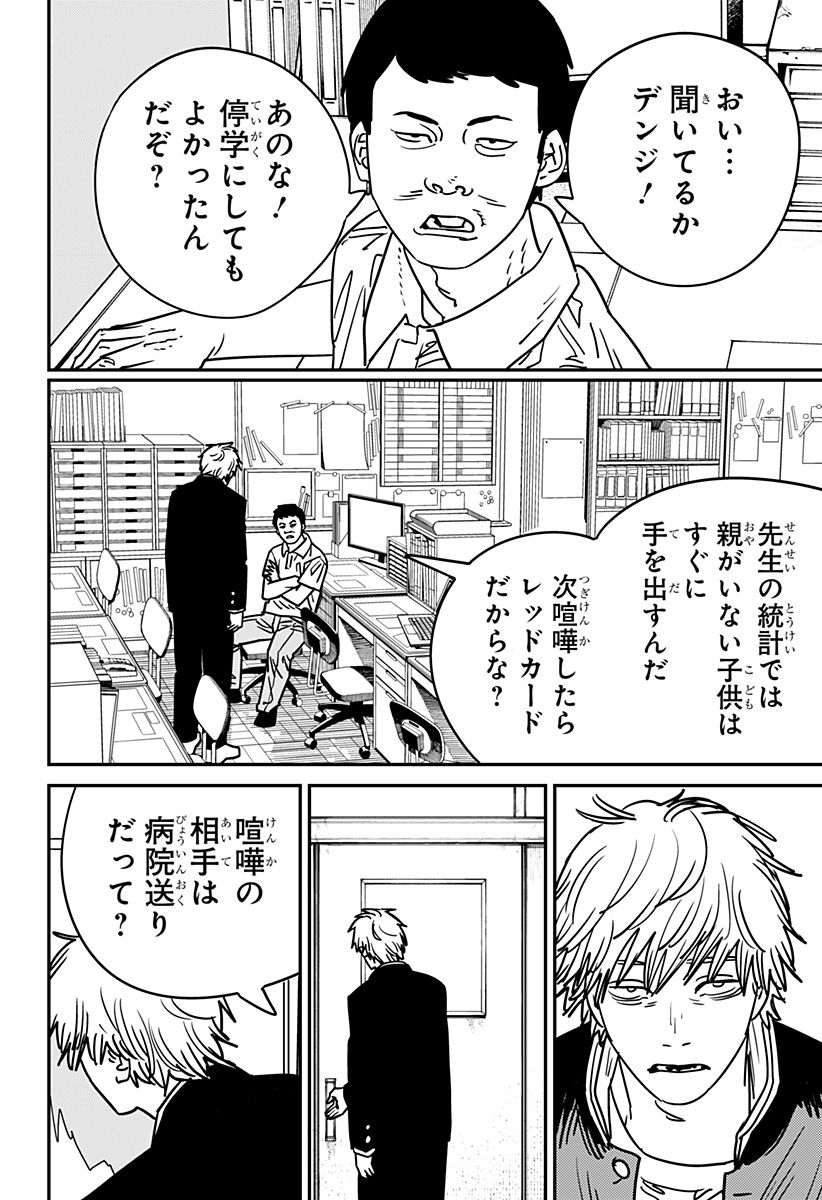 おい…
聞いてるか
デンジ！
あのな！
停学にしても
よかったん
だぞ？
先生の統計では
親がいない子供は
すぐに
手を出すんだ
次喧嘩したら
レッドカード
だからな？
喧嘩の
相手は
病院送り
だって？